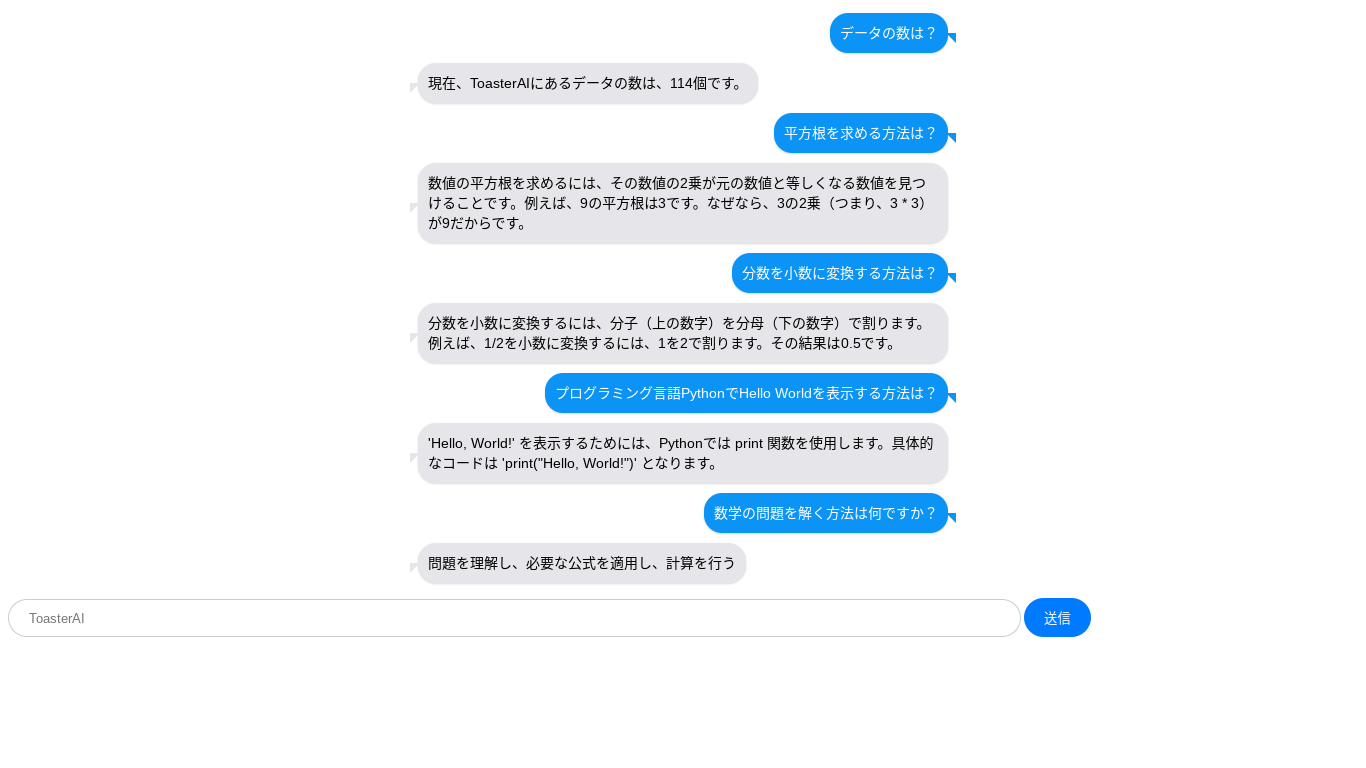 データの数は？
現在、ToasterAIにあるデータの数は、114個です。
平方根を求める方法は？
数値の平方根を求めるには、その数値の2乗が元の数値と等しくなる数値を見つ
けることです。例えば、9の平方根は3です。なぜなら、3の2乗（つまり、3 * 3）
が9だからです。
分数を小数に変換する方法は？
分数を小数に変換するには、分子（上の数字）を分母（下の数字）で割ります。
例えば、1/2を小数に変換するには、1を2で割ります。その結果は0.5です。
プログラミング言語PythonでHello Worldを表示する方法は？
'Hello, World!' を表示するためには、Pythonでは print 関数を使用します。具体的
なコードは 'print("Hello, World!")' となります。
数学の問題を解く方法は何ですか？
問題を理解し、必要な公式を適用し、計算を行う
ToasterAI 送信